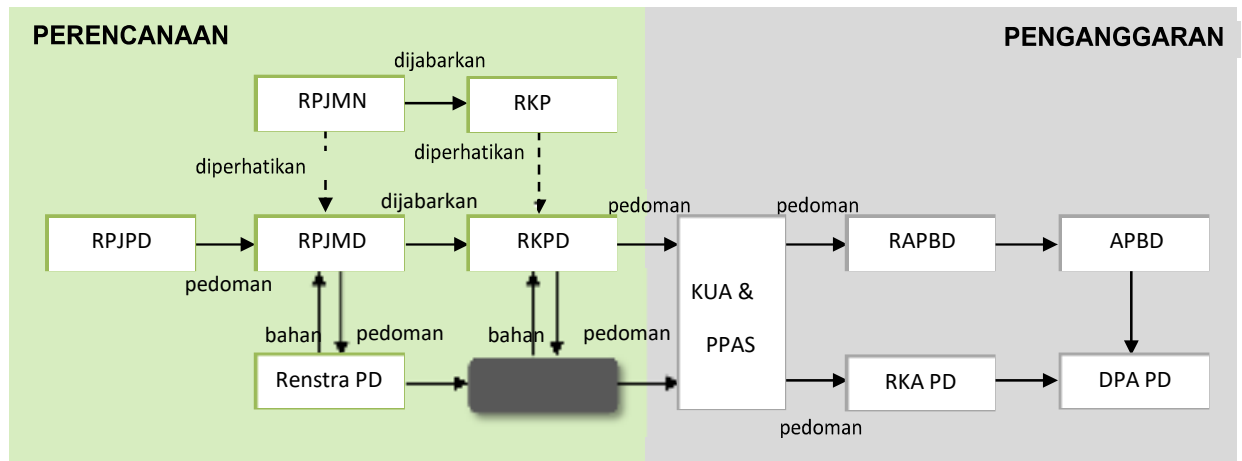 PERENCANAAN
PENGANGGARAN
dijabarkan
RPJMN
RKP
diperhatikan
diperhatikan
dijabarkan
pedoman
pedoman
RPJPD
RPJMD
RKPD
RAPBD
APBD
pedoman
KUA &
PPAS
bahan
pedoman
bahan
pedoman
Renstra PD
RKA PD
DPA PD
pedoman